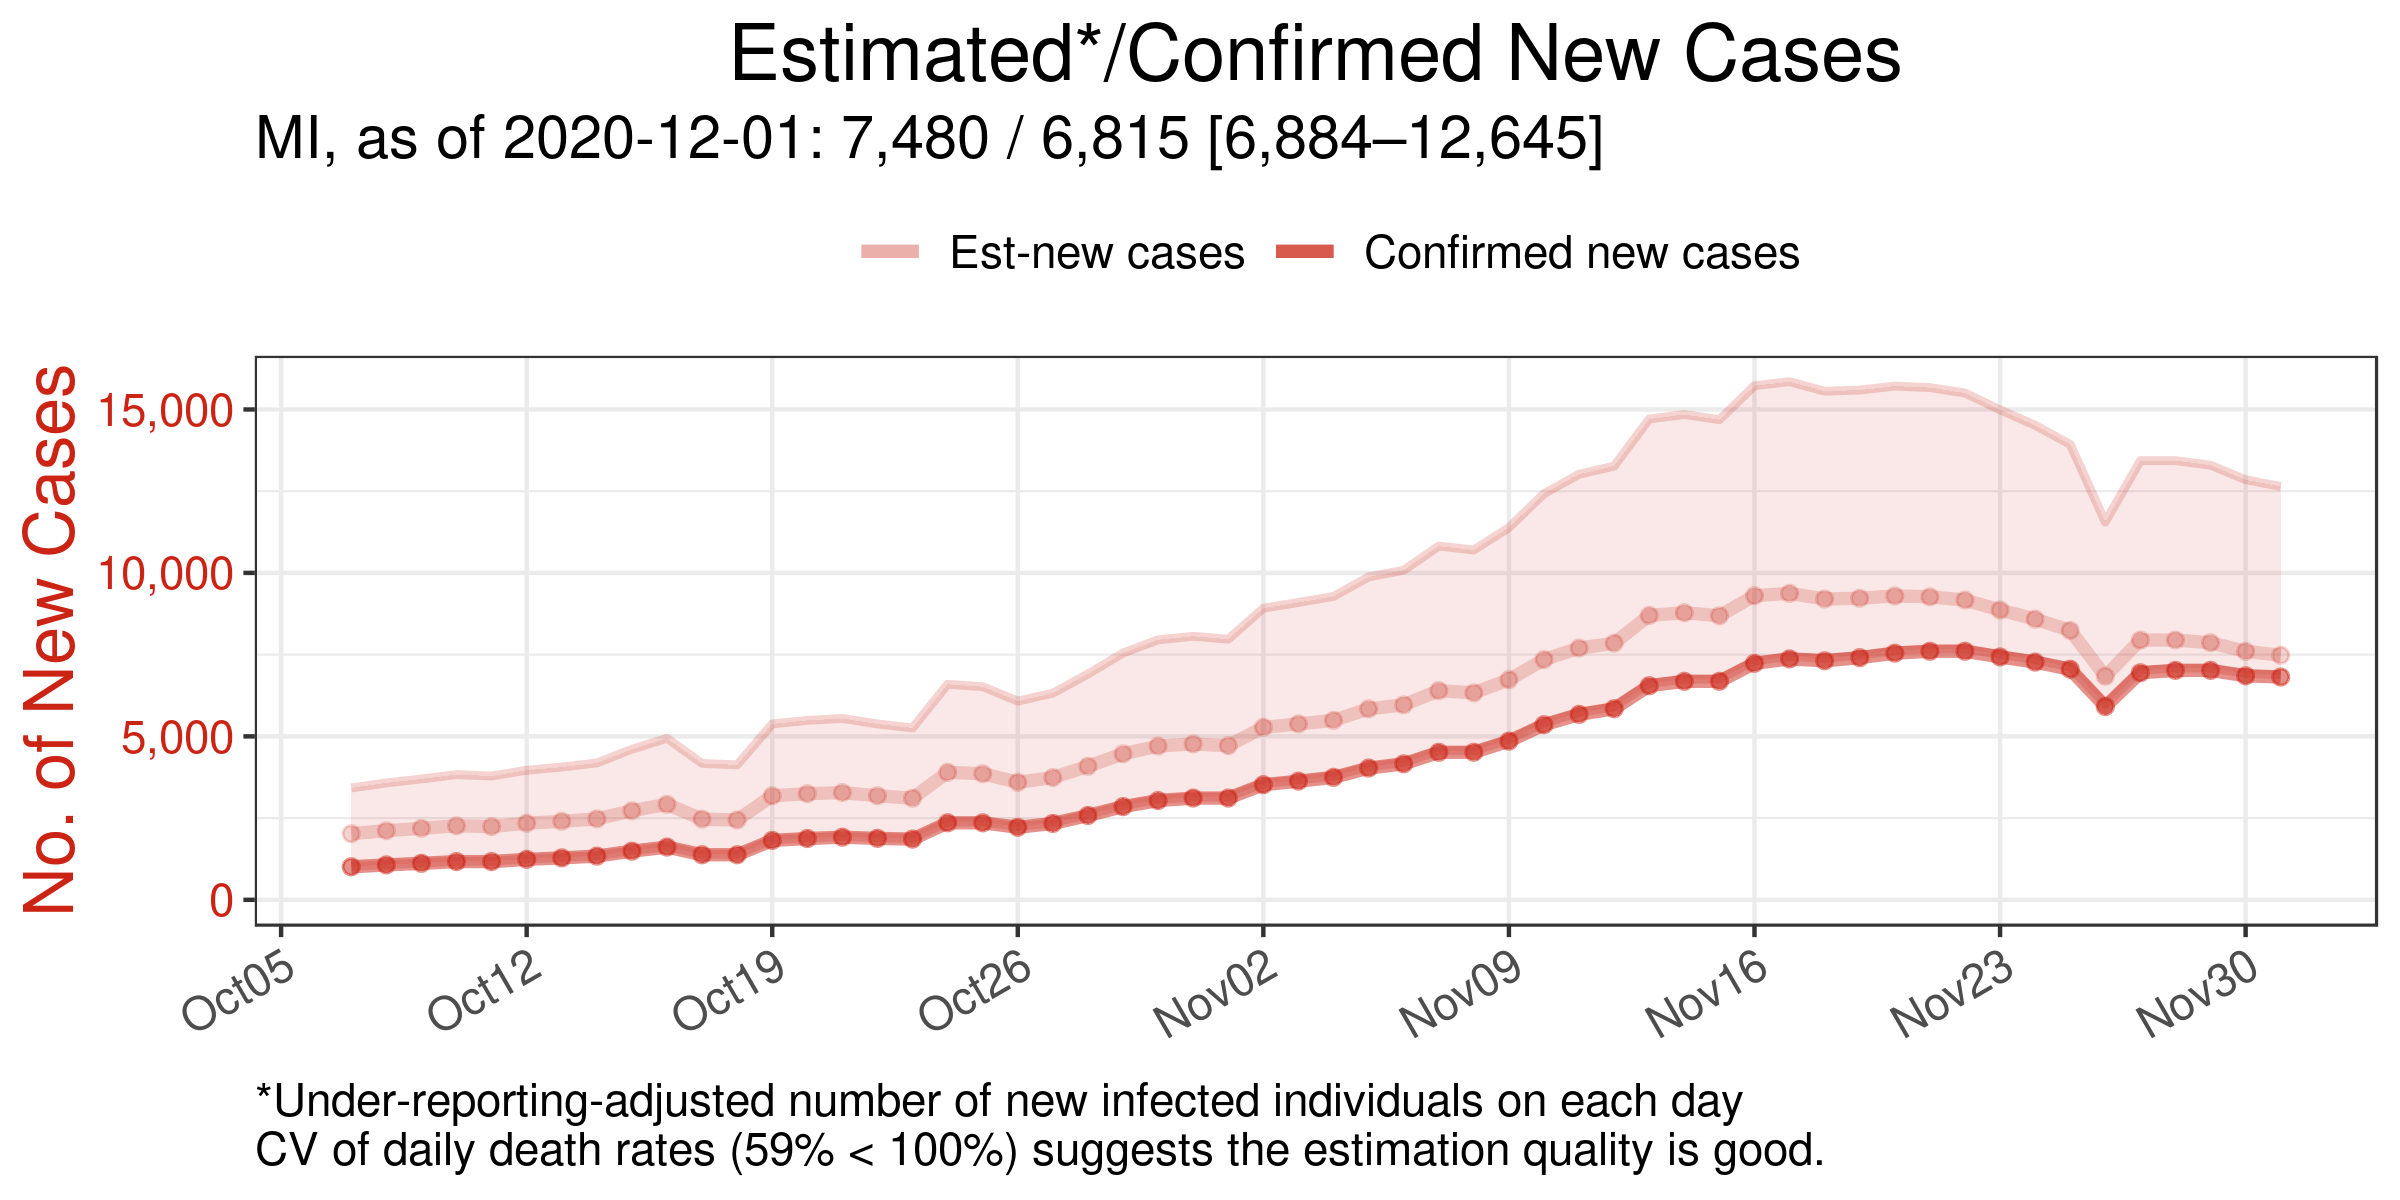 Estimated*/Confirmed New Cases
MI, as of 2020-12-01: 7,480 / 6,815 [6,884–12,645]
Est-new cases
Confirmed new cases
No. of New Cases
15,000
10,000
5,000
0
Oct05
Oct12
Oct19
Oct26
Nov02
Nov09
Nov16
Nov23
Nov30
*Under-reporting-adjusted number of new infected individuals on each day
CV of daily death rates (59% < 100%) suggests the estimation quality is good.